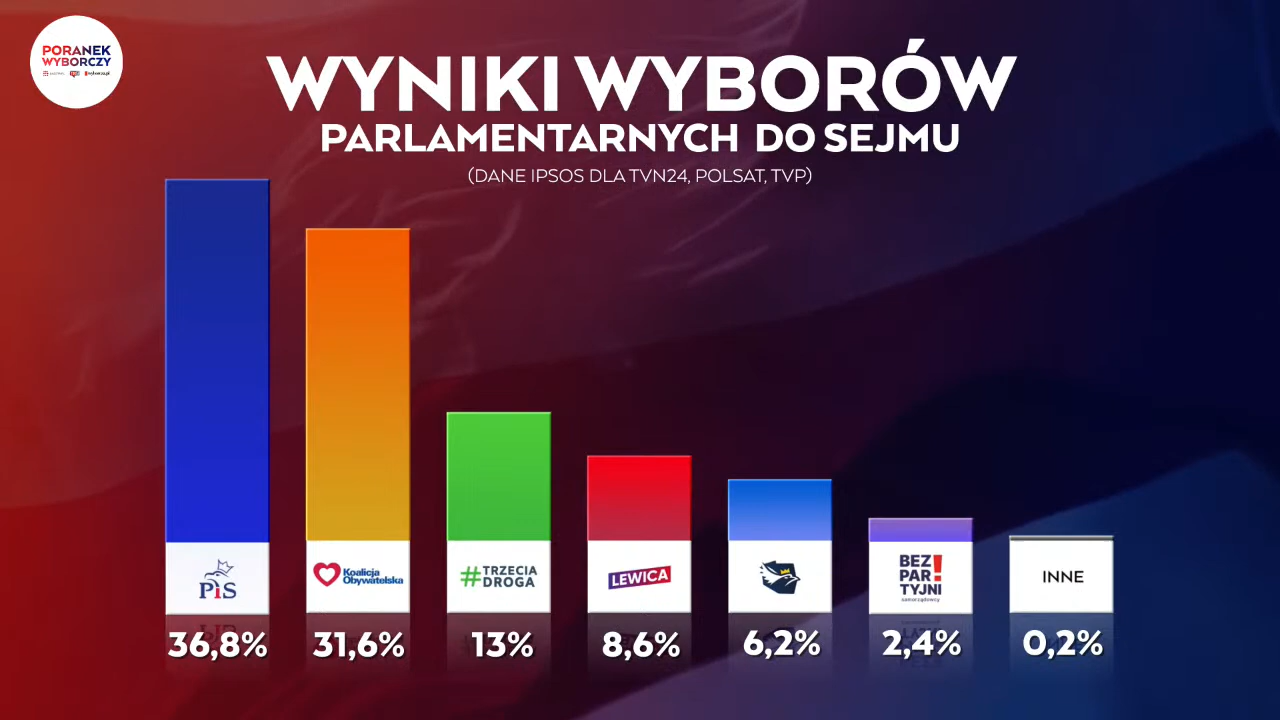 PORANEK
WYBORCZY
WYNIKI WYBORÓW
PARLAMENTARNYCH DO SEJMU
(DANE IPSOS DLA TVN24, POLSAT, TVP)
PiS
Koalicja
Obywatelska
#TRZECIA
DROGA
LEWICA
BEZ
PAR
TYJNI
samorządowcy
INNE
36,8%
31,6%
13%
8,6%
6,2%
2,4%
0,2%